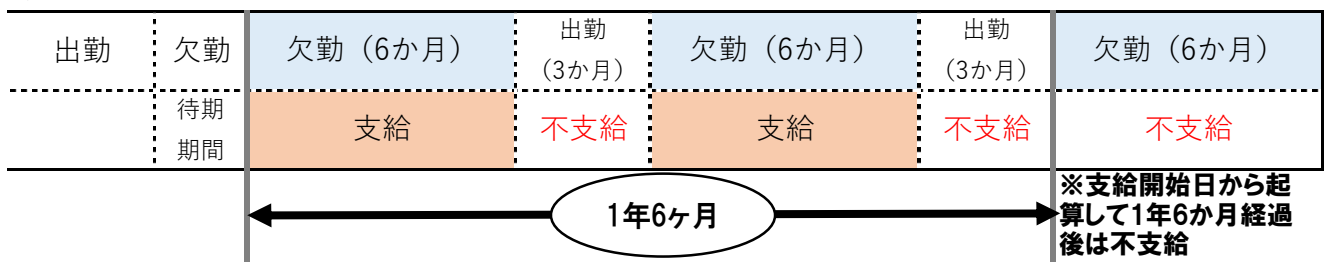 出勤
欠勤
欠勤（6か月）
出勤
(3か月)
欠勤（6か月）
出勤
(3か月)
欠勤（6か月）
待期
期間
支給
不支給
支給
不支給
不支給
1年6ヶ月
※支給開始日から起
算して1年6か月経過
後は不支給